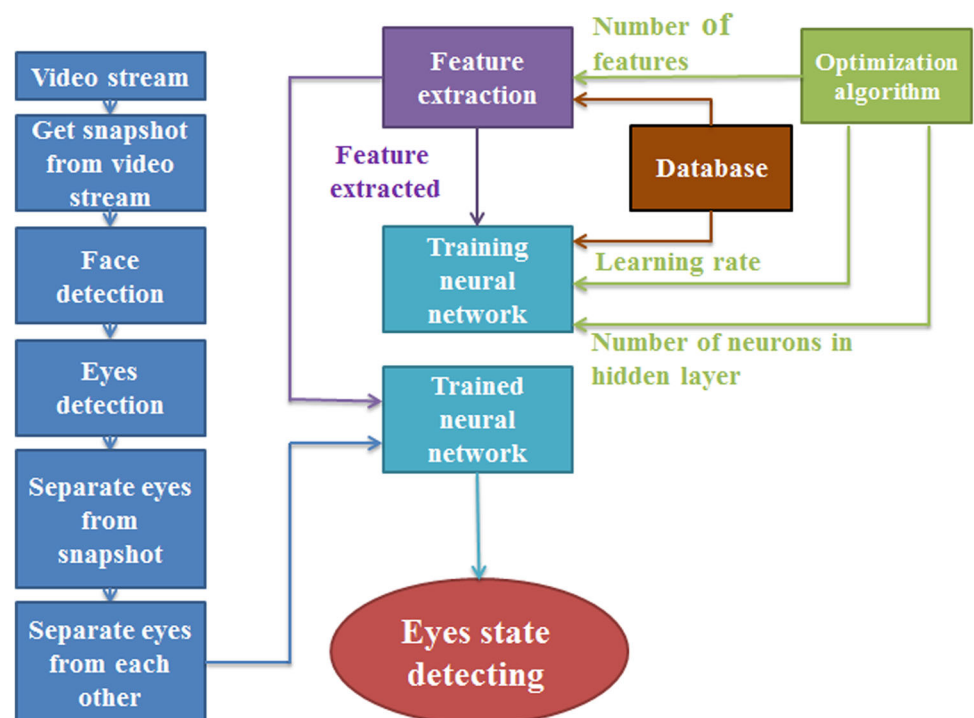 Video stream
Get snapshot
from video
stream
Face
detection
Eyes
detection
Separate eyes
from
snapshot
Separate eyes
from each
other
Feature
extraction
Number of
features
Optimization
algorithm
Database
Feature
extracted
Training
neural
network
Learning rate
Number of neurons in
hidden layer
Trained
neural
network
Eyes state
detecting